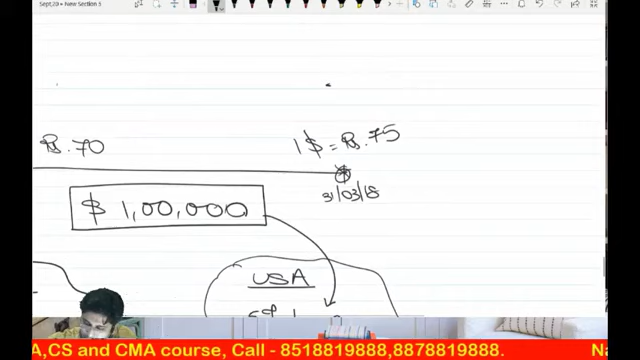 Sept,20 » New Section 3
Rs.70
1$ = Rs.75
31/03/18
$ 1,00,000
USA
A,CS and CMA course, Call - 8518819888,8878819888.
Na